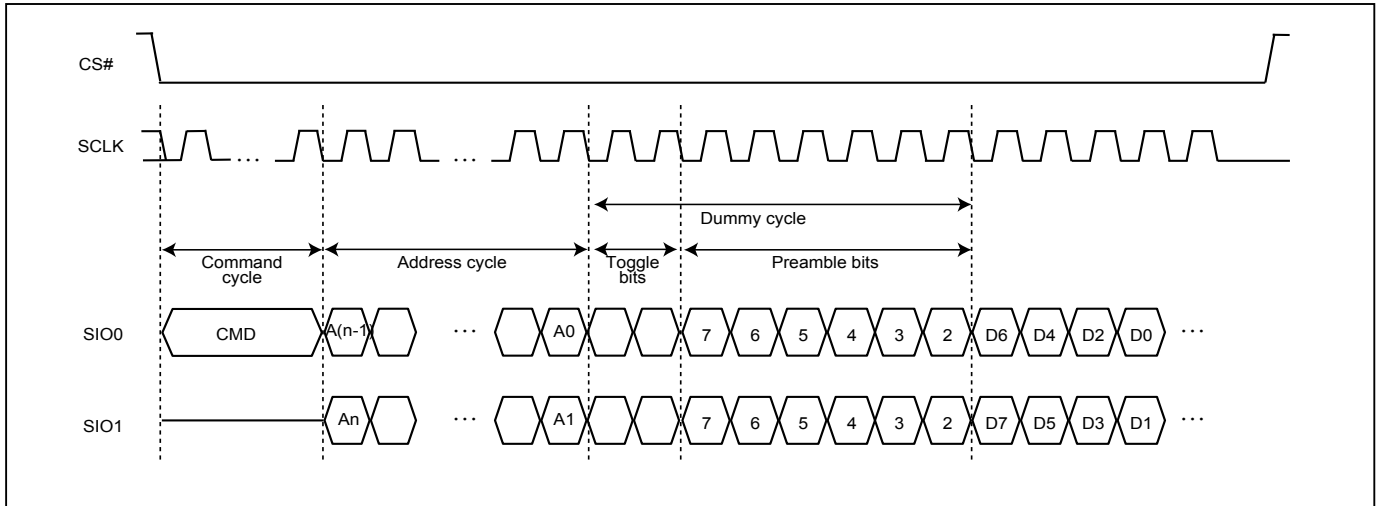 CS#
SCLK
... ...
Dummy cycle
Command cycle
Address cycle
Toggle bits
Preamble bits
SIO0
CMD
A(n-1)
...
A0
7 6 5 4 3 2
D6 D4 D2 D0
...
SIO1
An
...
A1
7 6 5 4 3 2
D7 D5 D3 D1
...